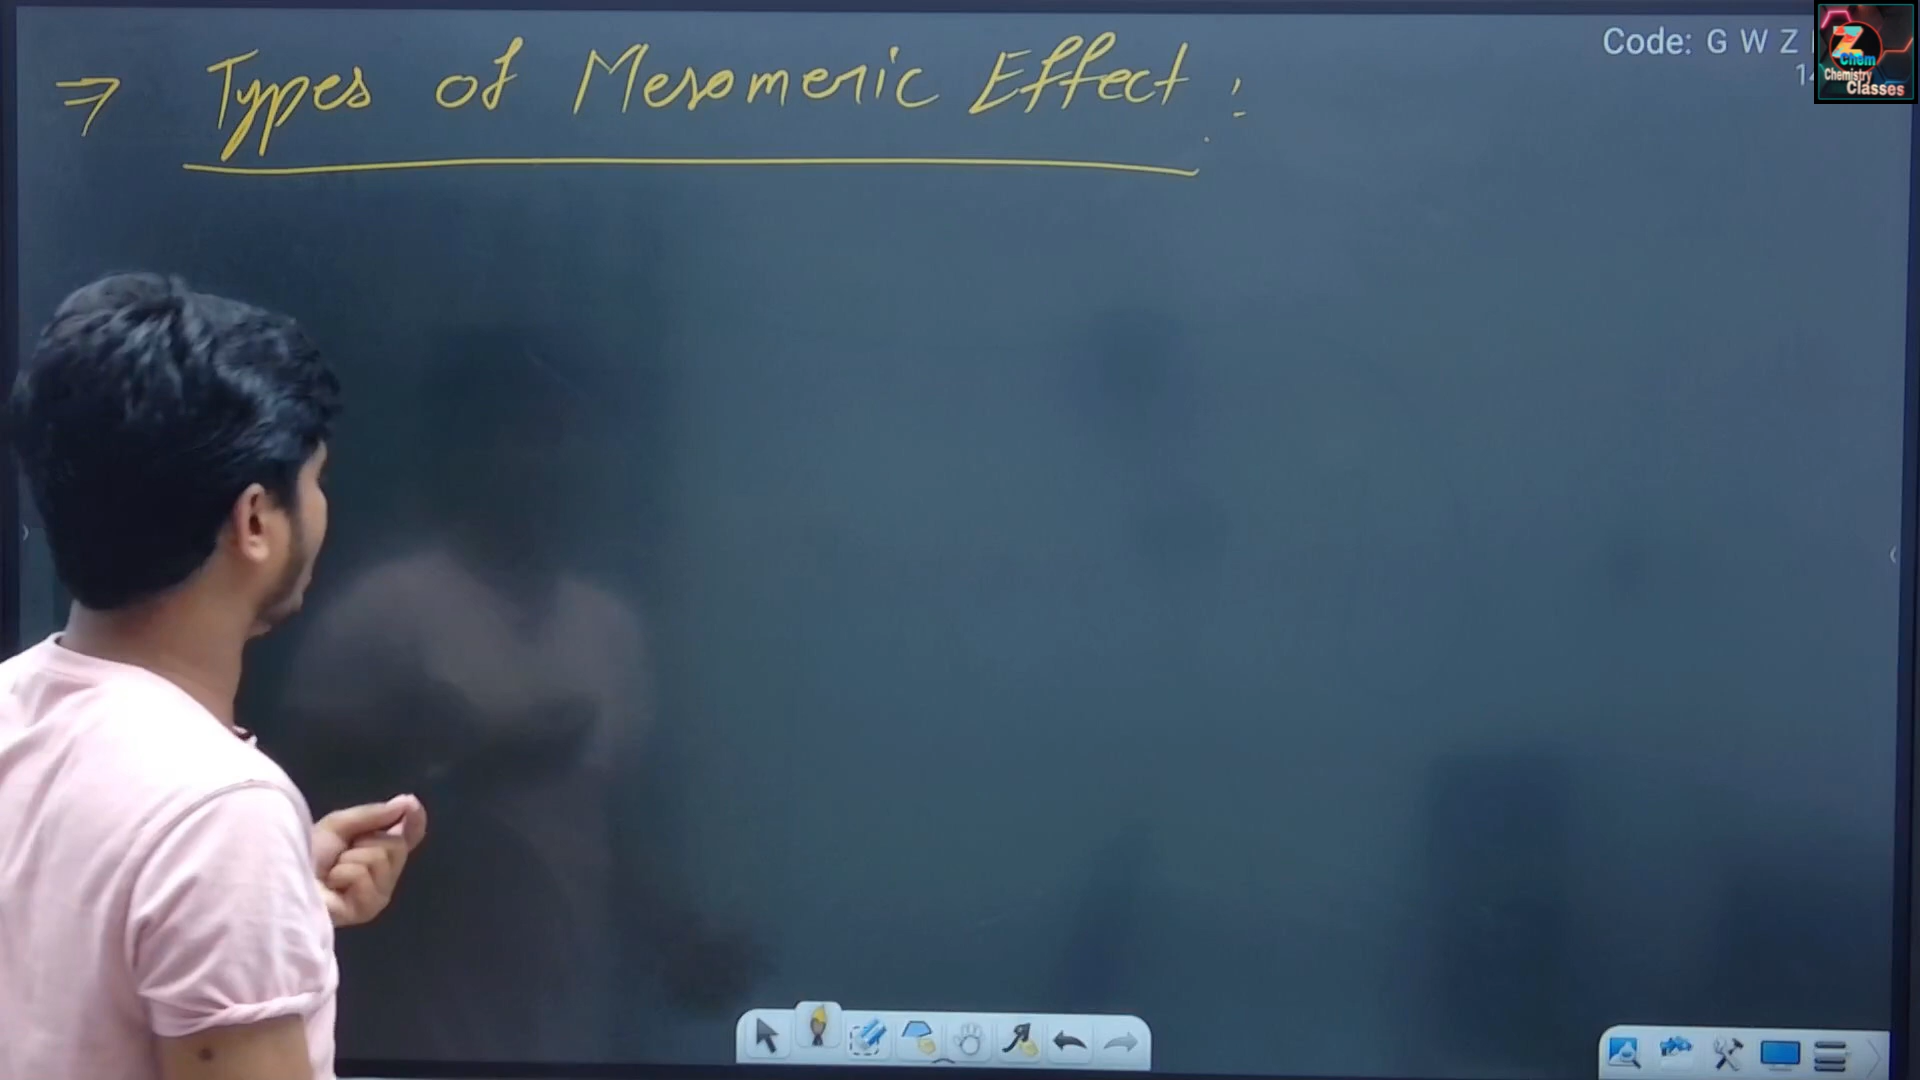 ⇒ Types of Mesomeric Effect :-
Code: G W Z
Z
Chem
Chemistry
Classes